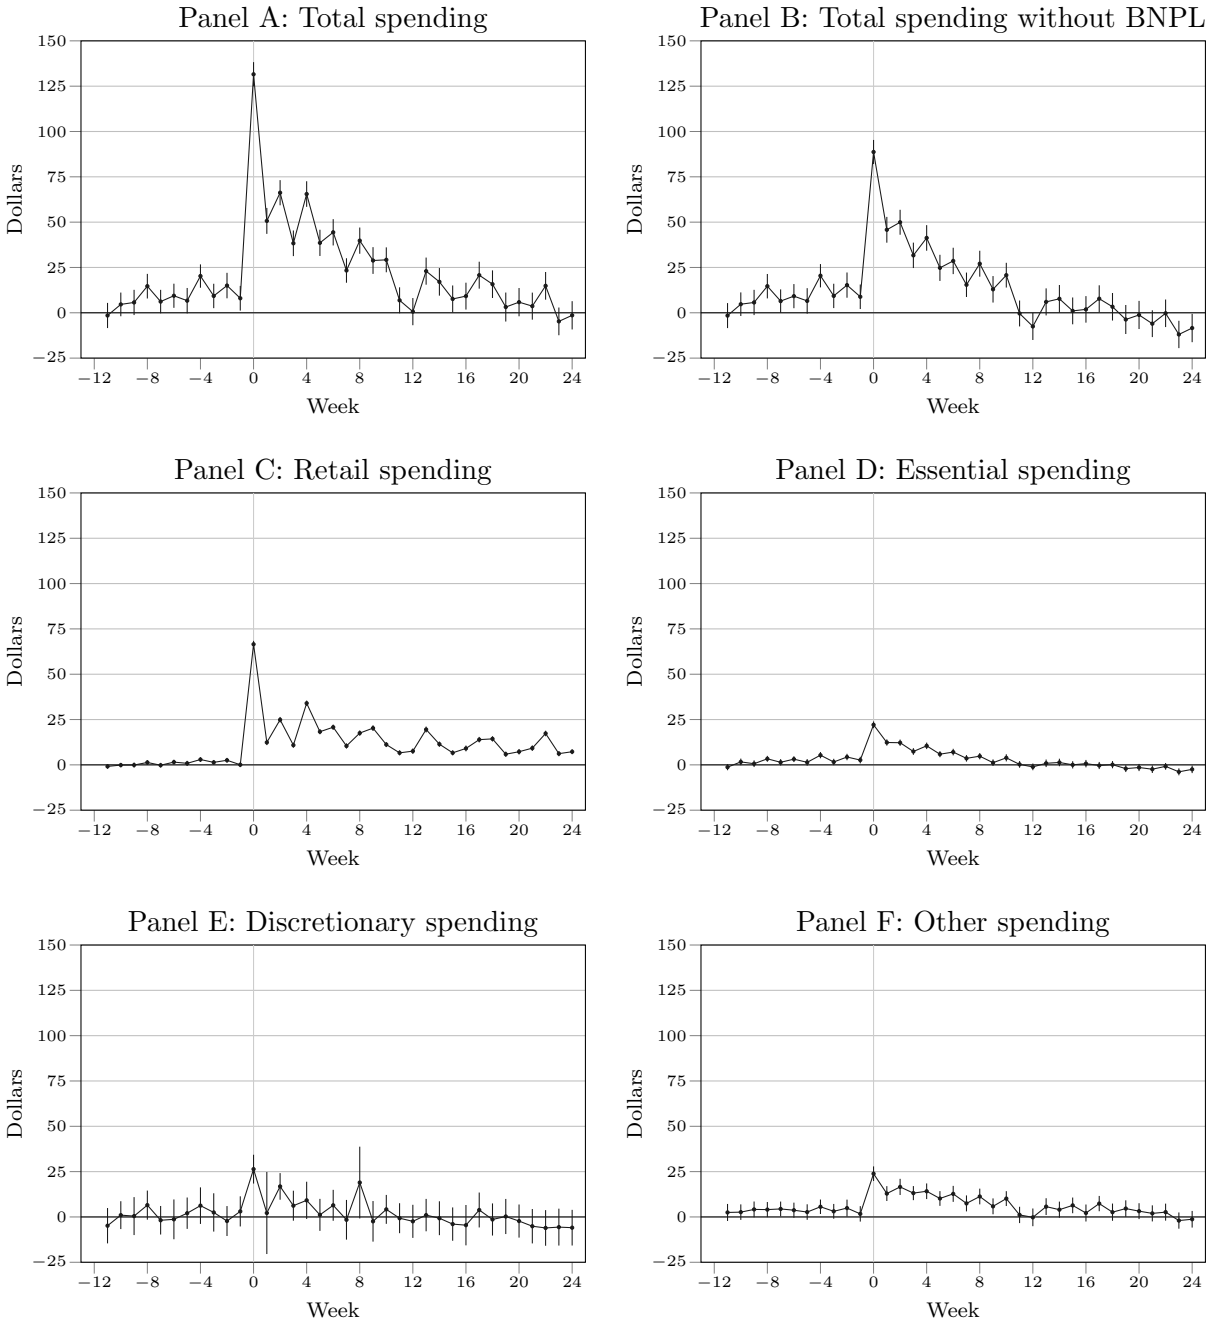 Panel A: Total spending
150
125
100
75
50
25
0
−25
Dollars
−12 −8 −4 0 4 8 12 16 20 24
Week
Panel B: Total spending without BNPL
150
125
100
75
50
25
0
−25
Dollars
−12 −8 −4 0 4 8 12 16 20 24
Week
Panel C: Retail spending
150
125
100
75
50
25
0
−25
Dollars
−12 −8 −4 0 4 8 12 16 20 24
Week
Panel D: Essential spending
150
125
100
75
50
25
0
−25
Dollars
−12 −8 −4 0 4 8 12 16 20 24
Week
Panel E: Discretionary spending
150
125
100
75
50
25
0
−25
Dollars
−12 −8 −4 0 4 8 12 16 20 24
Week
Panel F: Other spending
150
125
100
75
50
25
0
−25
Dollars
−12 −8 −4 0 4 8 12 16 20 24
Week